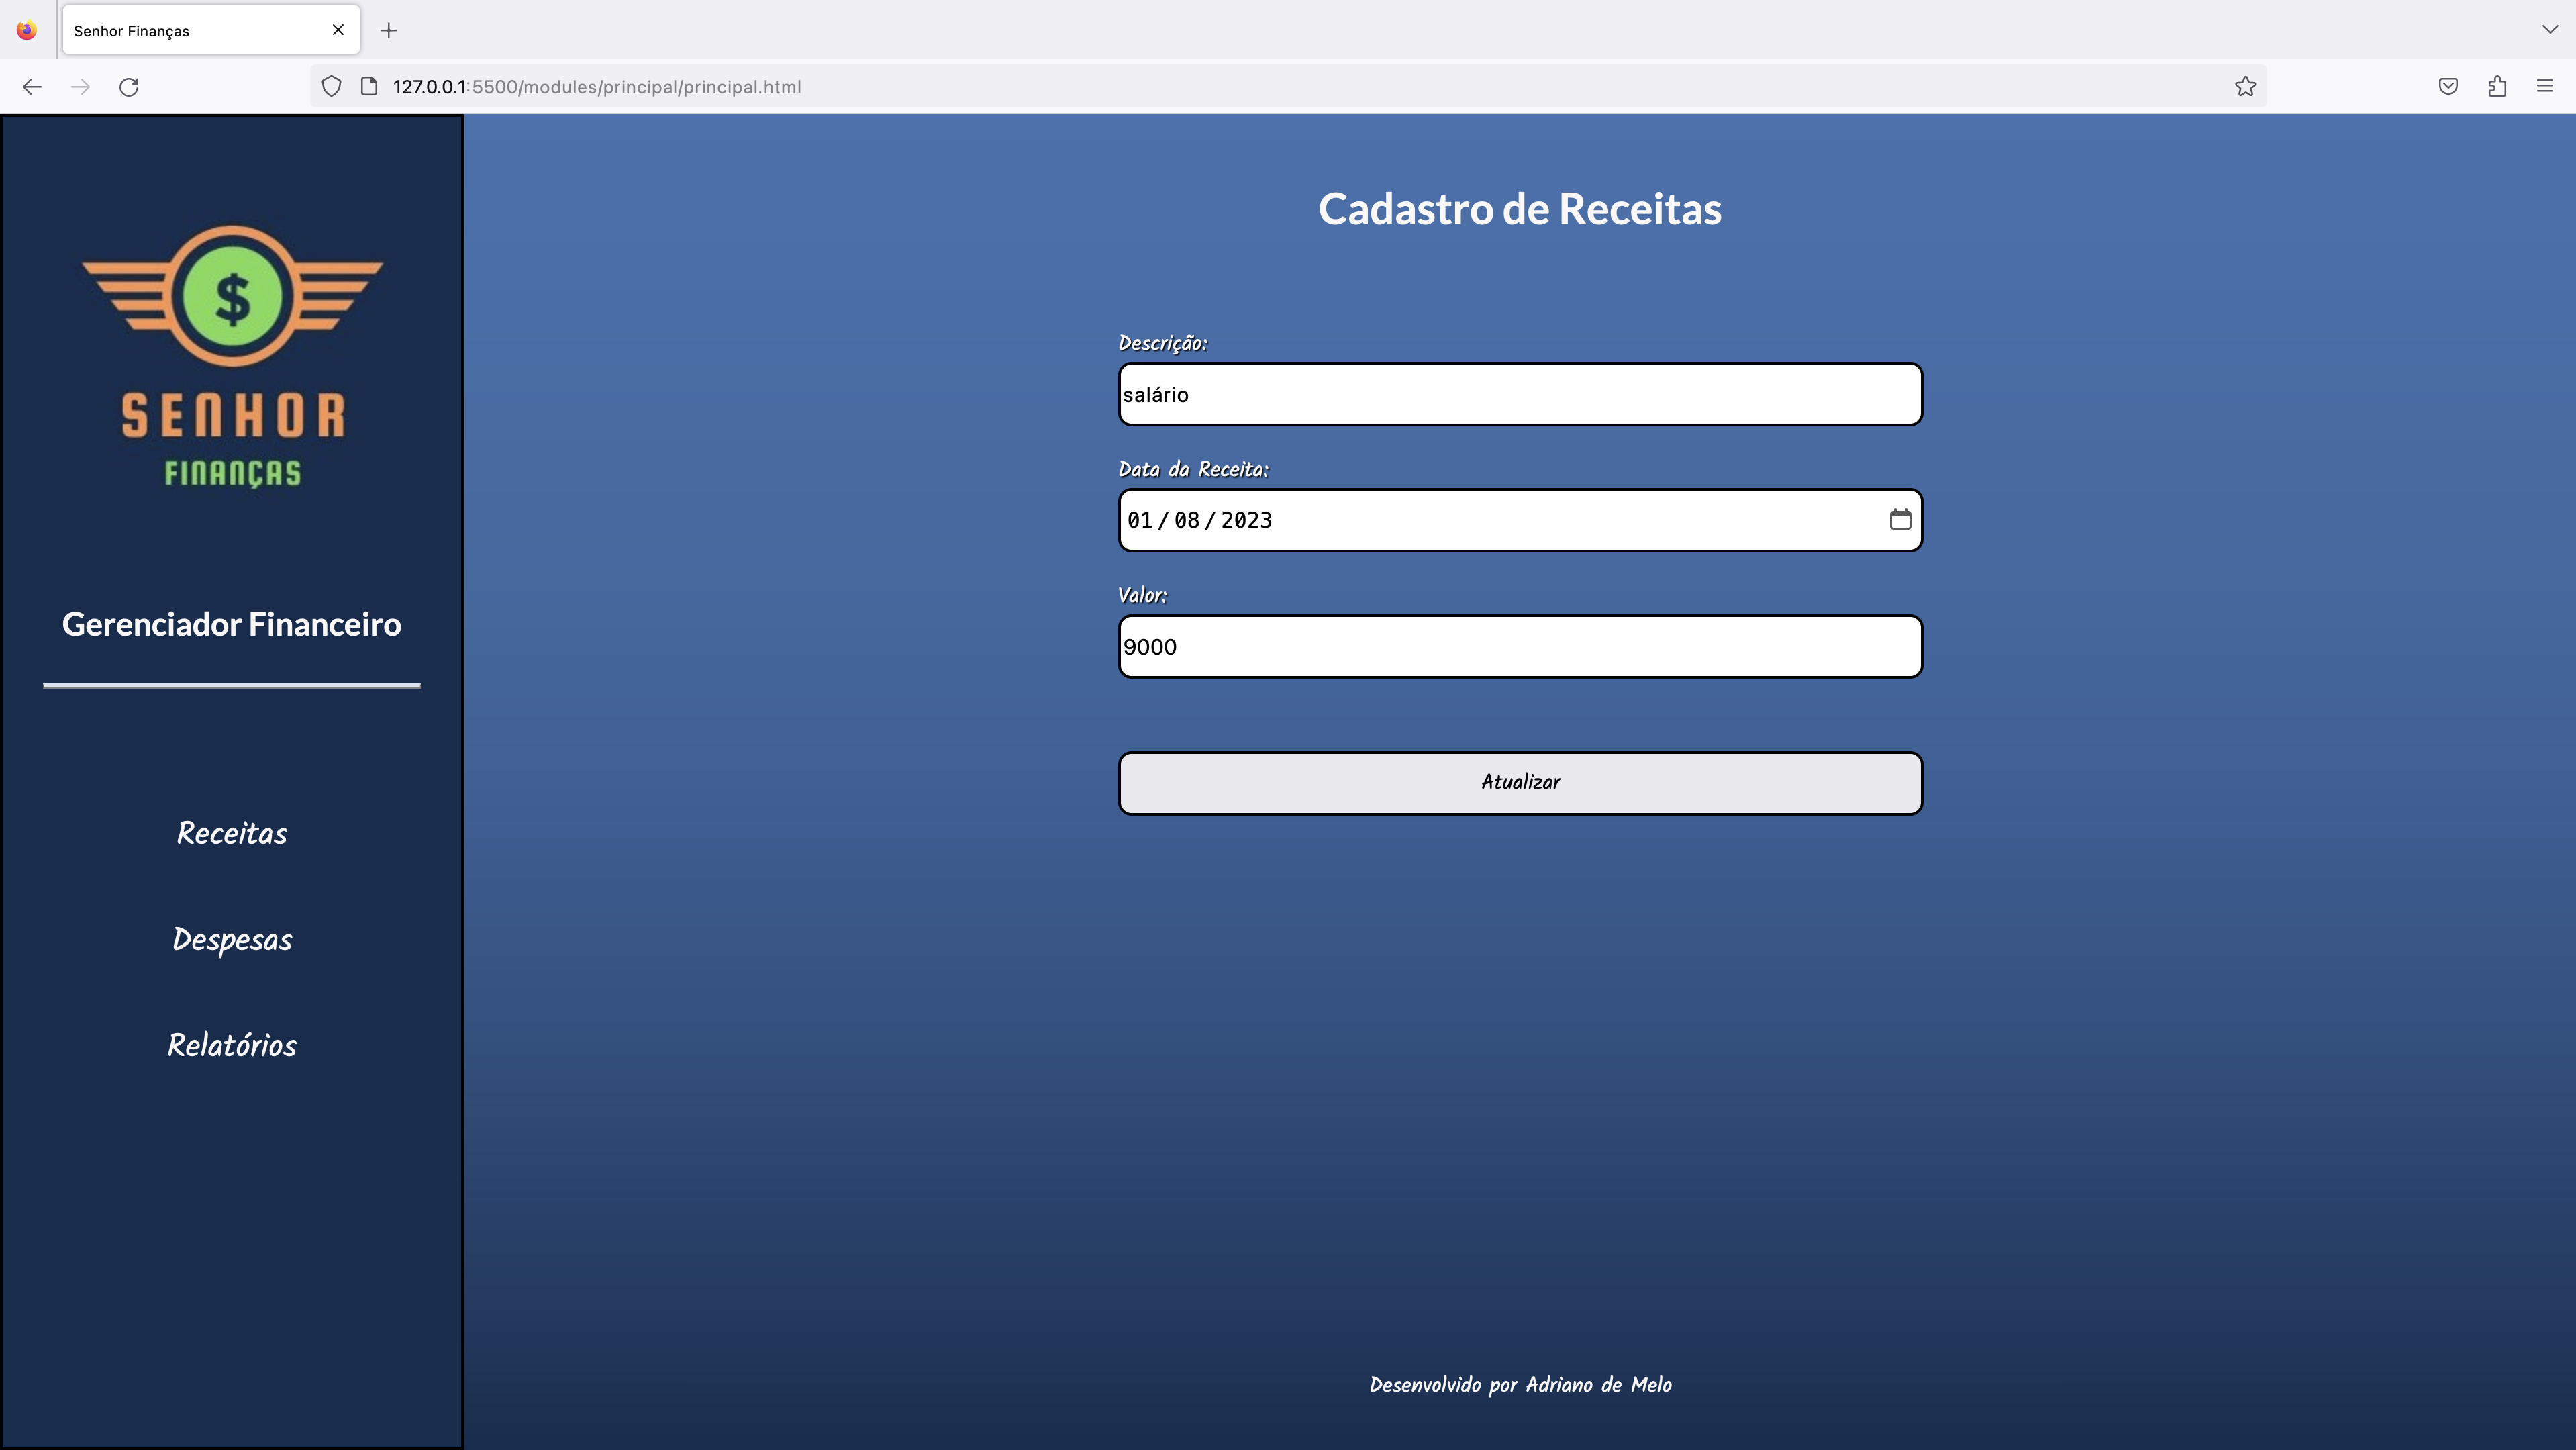 Senhor Finanças
127.0.0.1:5500/modules/principal/principal.html
$
SENHOR
FINANÇAS
Gerenciador Financeiro
Receitas
Despesas
Relatórios
Cadastro de Receitas
Descrição:
salário
Data da Receita:
01/08/2023
Valor:
9000
Atualizar
Desenvolvido por Adriano de Melo